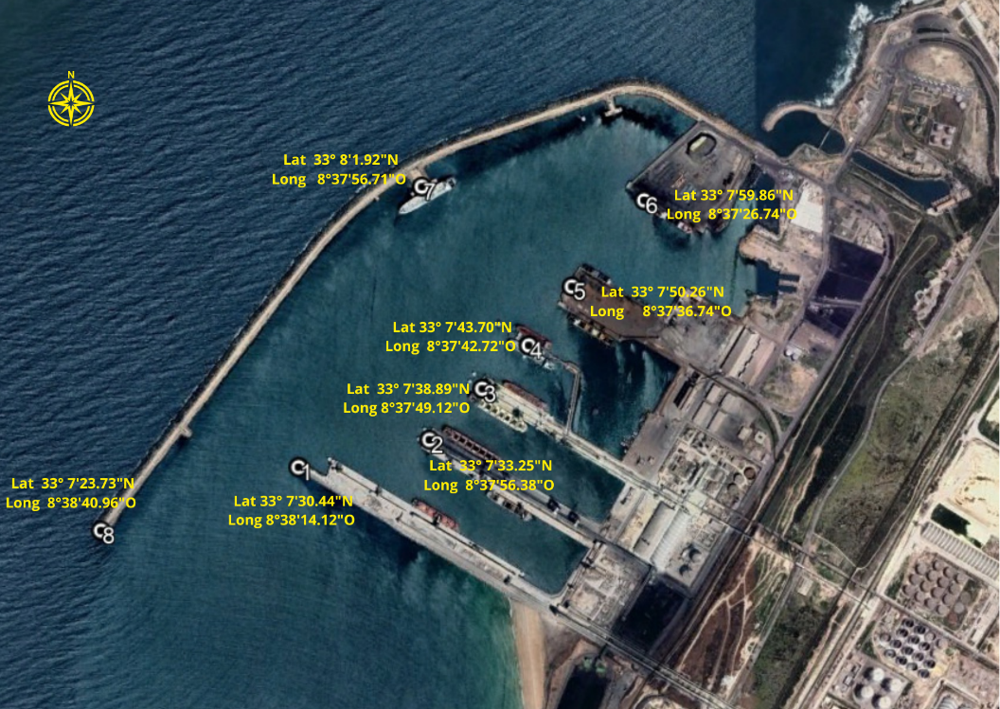 N
Lat 33° 8'1.92"N
Long 8°37'56.71"O
C7
C6
Lat 33° 7'59.86"N
Long 8°37'26.74"O
C5
Lat 33° 7'50.26"N
Long 8°37'36.74"O
Lat 33° 7'43.70"N
Long 8°37'42.72"O
C4
Lat 33° 7'38.89"N
Long 8°37'49.12"O
C3
C2
Lat 33° 7'33.25"N
Long 8°37'56.38"O
C1
Lat 33° 7'30.44"N
Long 8°38'14.12"O
Lat 33° 7'23.73"N
Long 8°38'40.96"O
C8